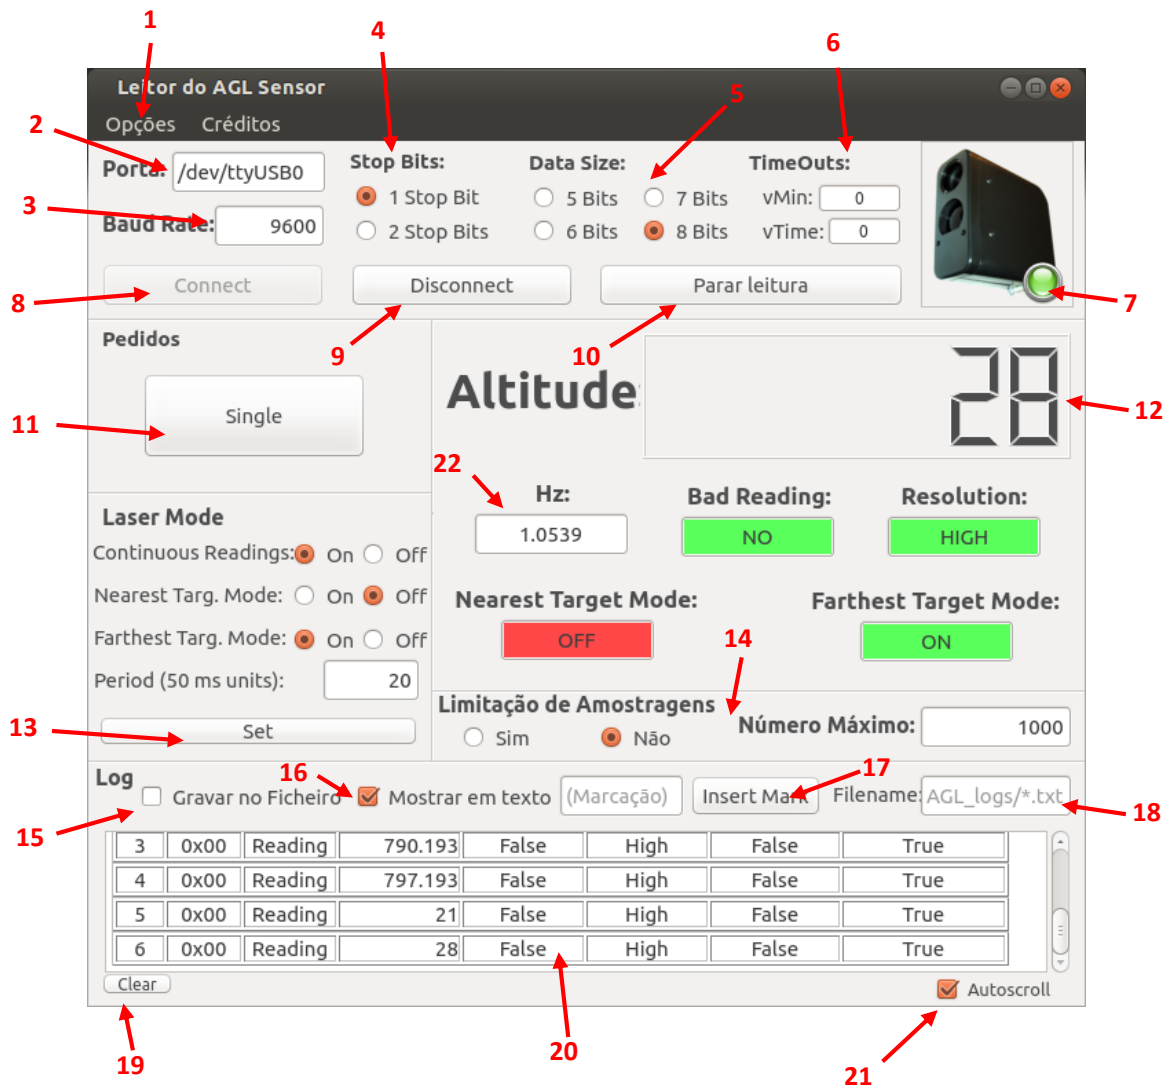 1
4
6
Leitor do AGL Sensor
5
2
Opções Créditos
Porta: /dev/ttyUSB0
Stop Bits:
Data Size:
TimeOuts:
1 Stop Bit
5 Bits
7 Bits
vMin: 0
3
Baud Rate: 9600
2 Stop Bits
6 Bits
8 Bits
vTime: 0
8
Connect
Disconnect
Parar leitura
7
Pedidos
9
10
Altitude:
28
12
11
Single
22
Hz:
Bad Reading:
Resolution:
1.0539
NO
HIGH
Laser Mode
Continuous Readings: On Off
Nearest Targ. Mode: On Off
Nearest Target Mode:
Farthest Target Mode:
Farthest Targ. Mode: On Off
OFF
ON
14
Period (50 ms units): 20
Limitação de Amostragens
13
Set
Sim
Não
Número Máximo: 1000
Log
16
17
15
Gravar no Ficheiro
Mostrar em texto
(Marcação)
Insert Mark
Filename: AGL_logs/*.txt
18
3 0x00 Reading 790.193 False High False True
4 0x00 Reading 797.193 False High False True
5 0x00 Reading 21 False High False True
6 0x00 Reading 28 False High False True
Clear
Autoscroll
19
20
21